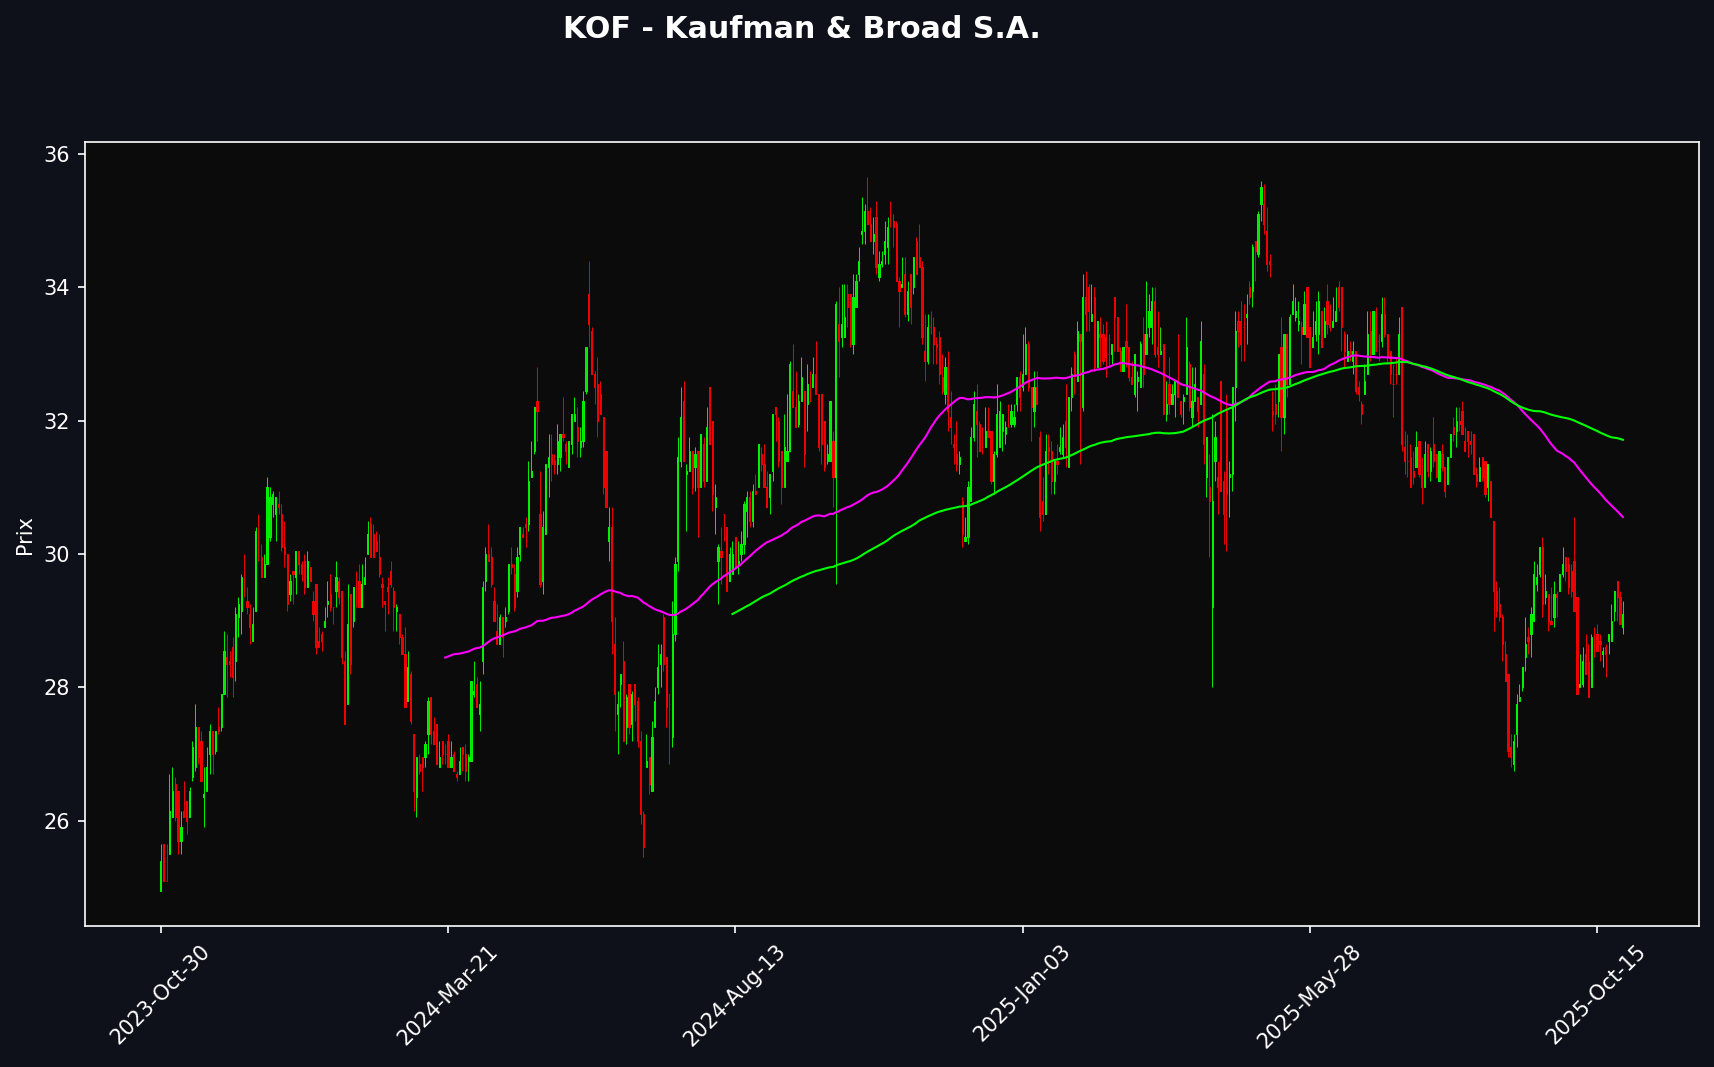 KOF - Kaufman & Broad S.A.
Prix
36
34
32
30
28
26
2023-Oct-30
2024-Mar-21
2024-Aug-13
2025-Jan-03
2025-May-28
2025-Oct-15